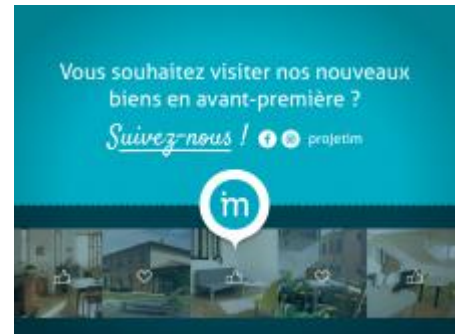 Vous souhaitez visiter nos nouveaux
biens en avant-première ?
Suivez-nous ! f projetim
im